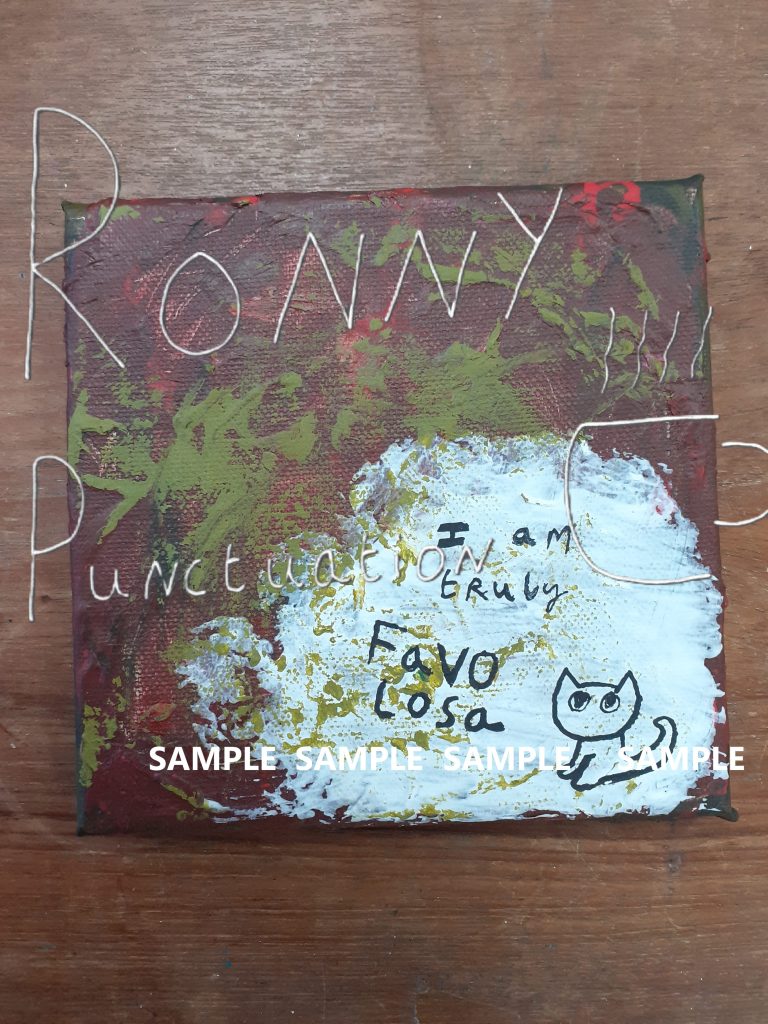 RONNY ,,,,
Punctuation
I am
truly
Favo
Losa
SAMPLE SAMPLE SAMPLE SAMPLE